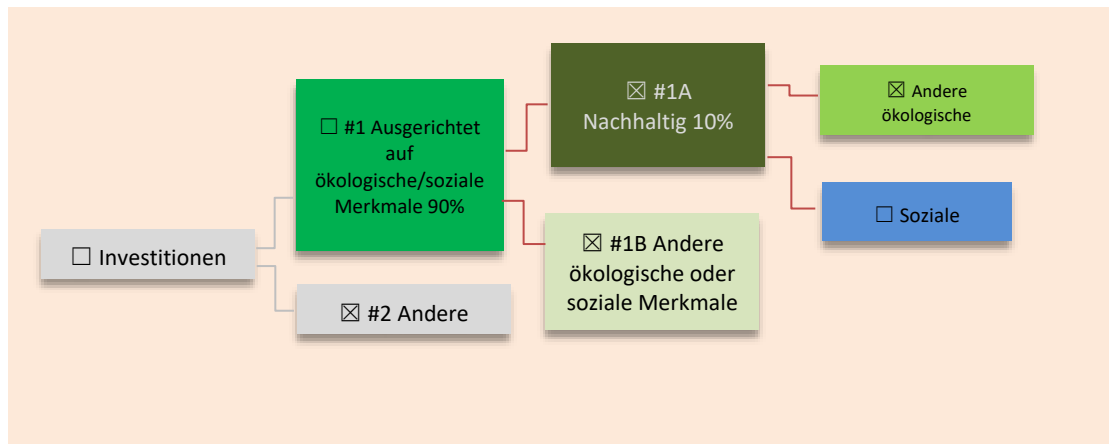 ☐ Investitionen
☐ #1 Ausgerichtet
auf
ökologische/soziale
Merkmale 90%
☒ #2 Andere
☒ #1A
Nachhaltig 10%
☒ #1B Andere
ökologische oder
soziale Merkmale
☒ Andere
ökologische
☐ Soziale